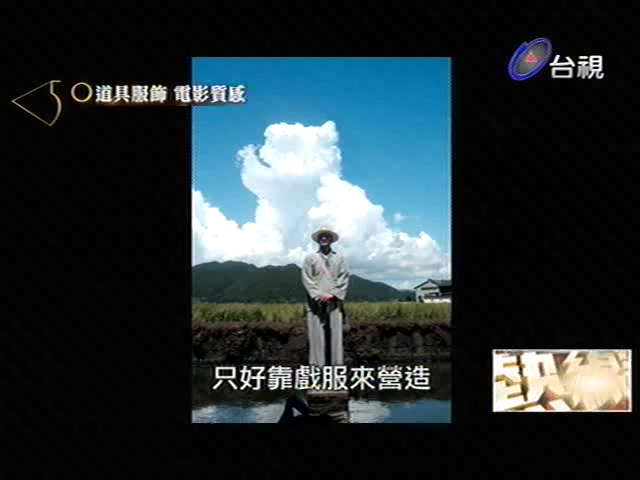 道具服飾 電影質感
台視
只好靠戲服來營造